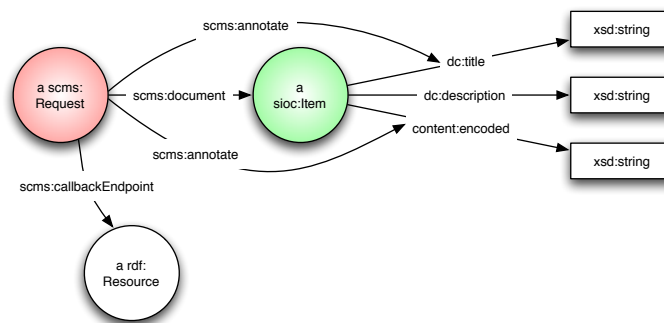 scms:annotate
xsd:string
dc:title
a scms:
Request
scms:document
a
sioc:Item
dc:description
xsd:string
content:encoded
scms:annotate
xsd:string
scms:callbackEndpoint
a rdf:
Resource